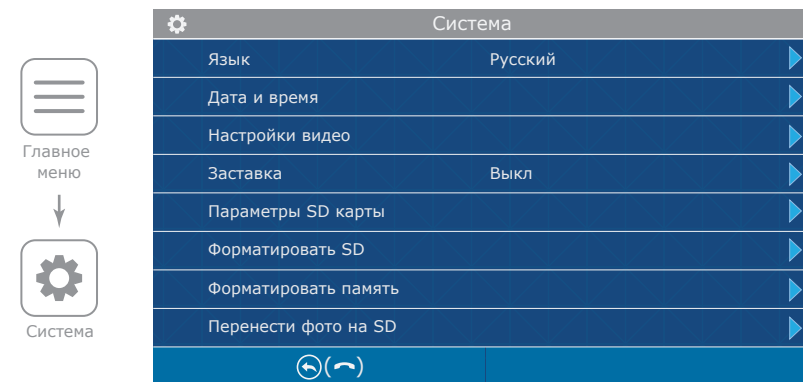 Система
Язык Русский
Дата и время
Настройки видео
Заставка Выкл
Параметры SD карты
Форматировать SD
Форматировать память
Перенести фото на SD
Главное
меню
Система